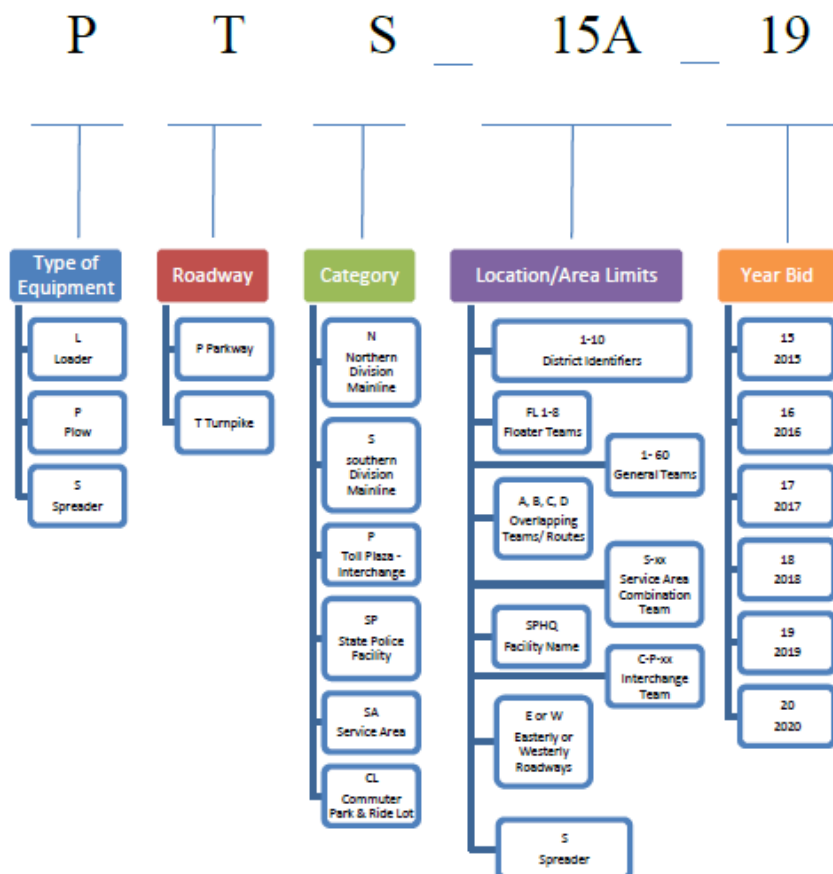 P T S _ 15A _ 19
Type of
Equipment
L
Loader
P
Plow
S
Spreader
Roadway
P Parkway
T Turnpike
Category
N
Northern
Division
Mainline
S
southern
Division
Mainline
P
Toll Plaza -
Interchange
SP
State Police
Facility
SA
Service Area
CL
Commuter
Park & Ride Lot
Location/Area Limits
1-10
District Identifiers
FL 1-8
Floater Teams
1- 60
General Teams
A, B, C, D
Overlapping
Teams/ Routes
S-xx
Service Area
Combination
Team
SPHQ,
Facility Name
C-P-xx
Interchange
Team
E or W
Easterly or
Westerly
Roadways
S
Spreader
Year Bid
15
2015
16
2016
17
2017
18
2018
19
2019
20
2020